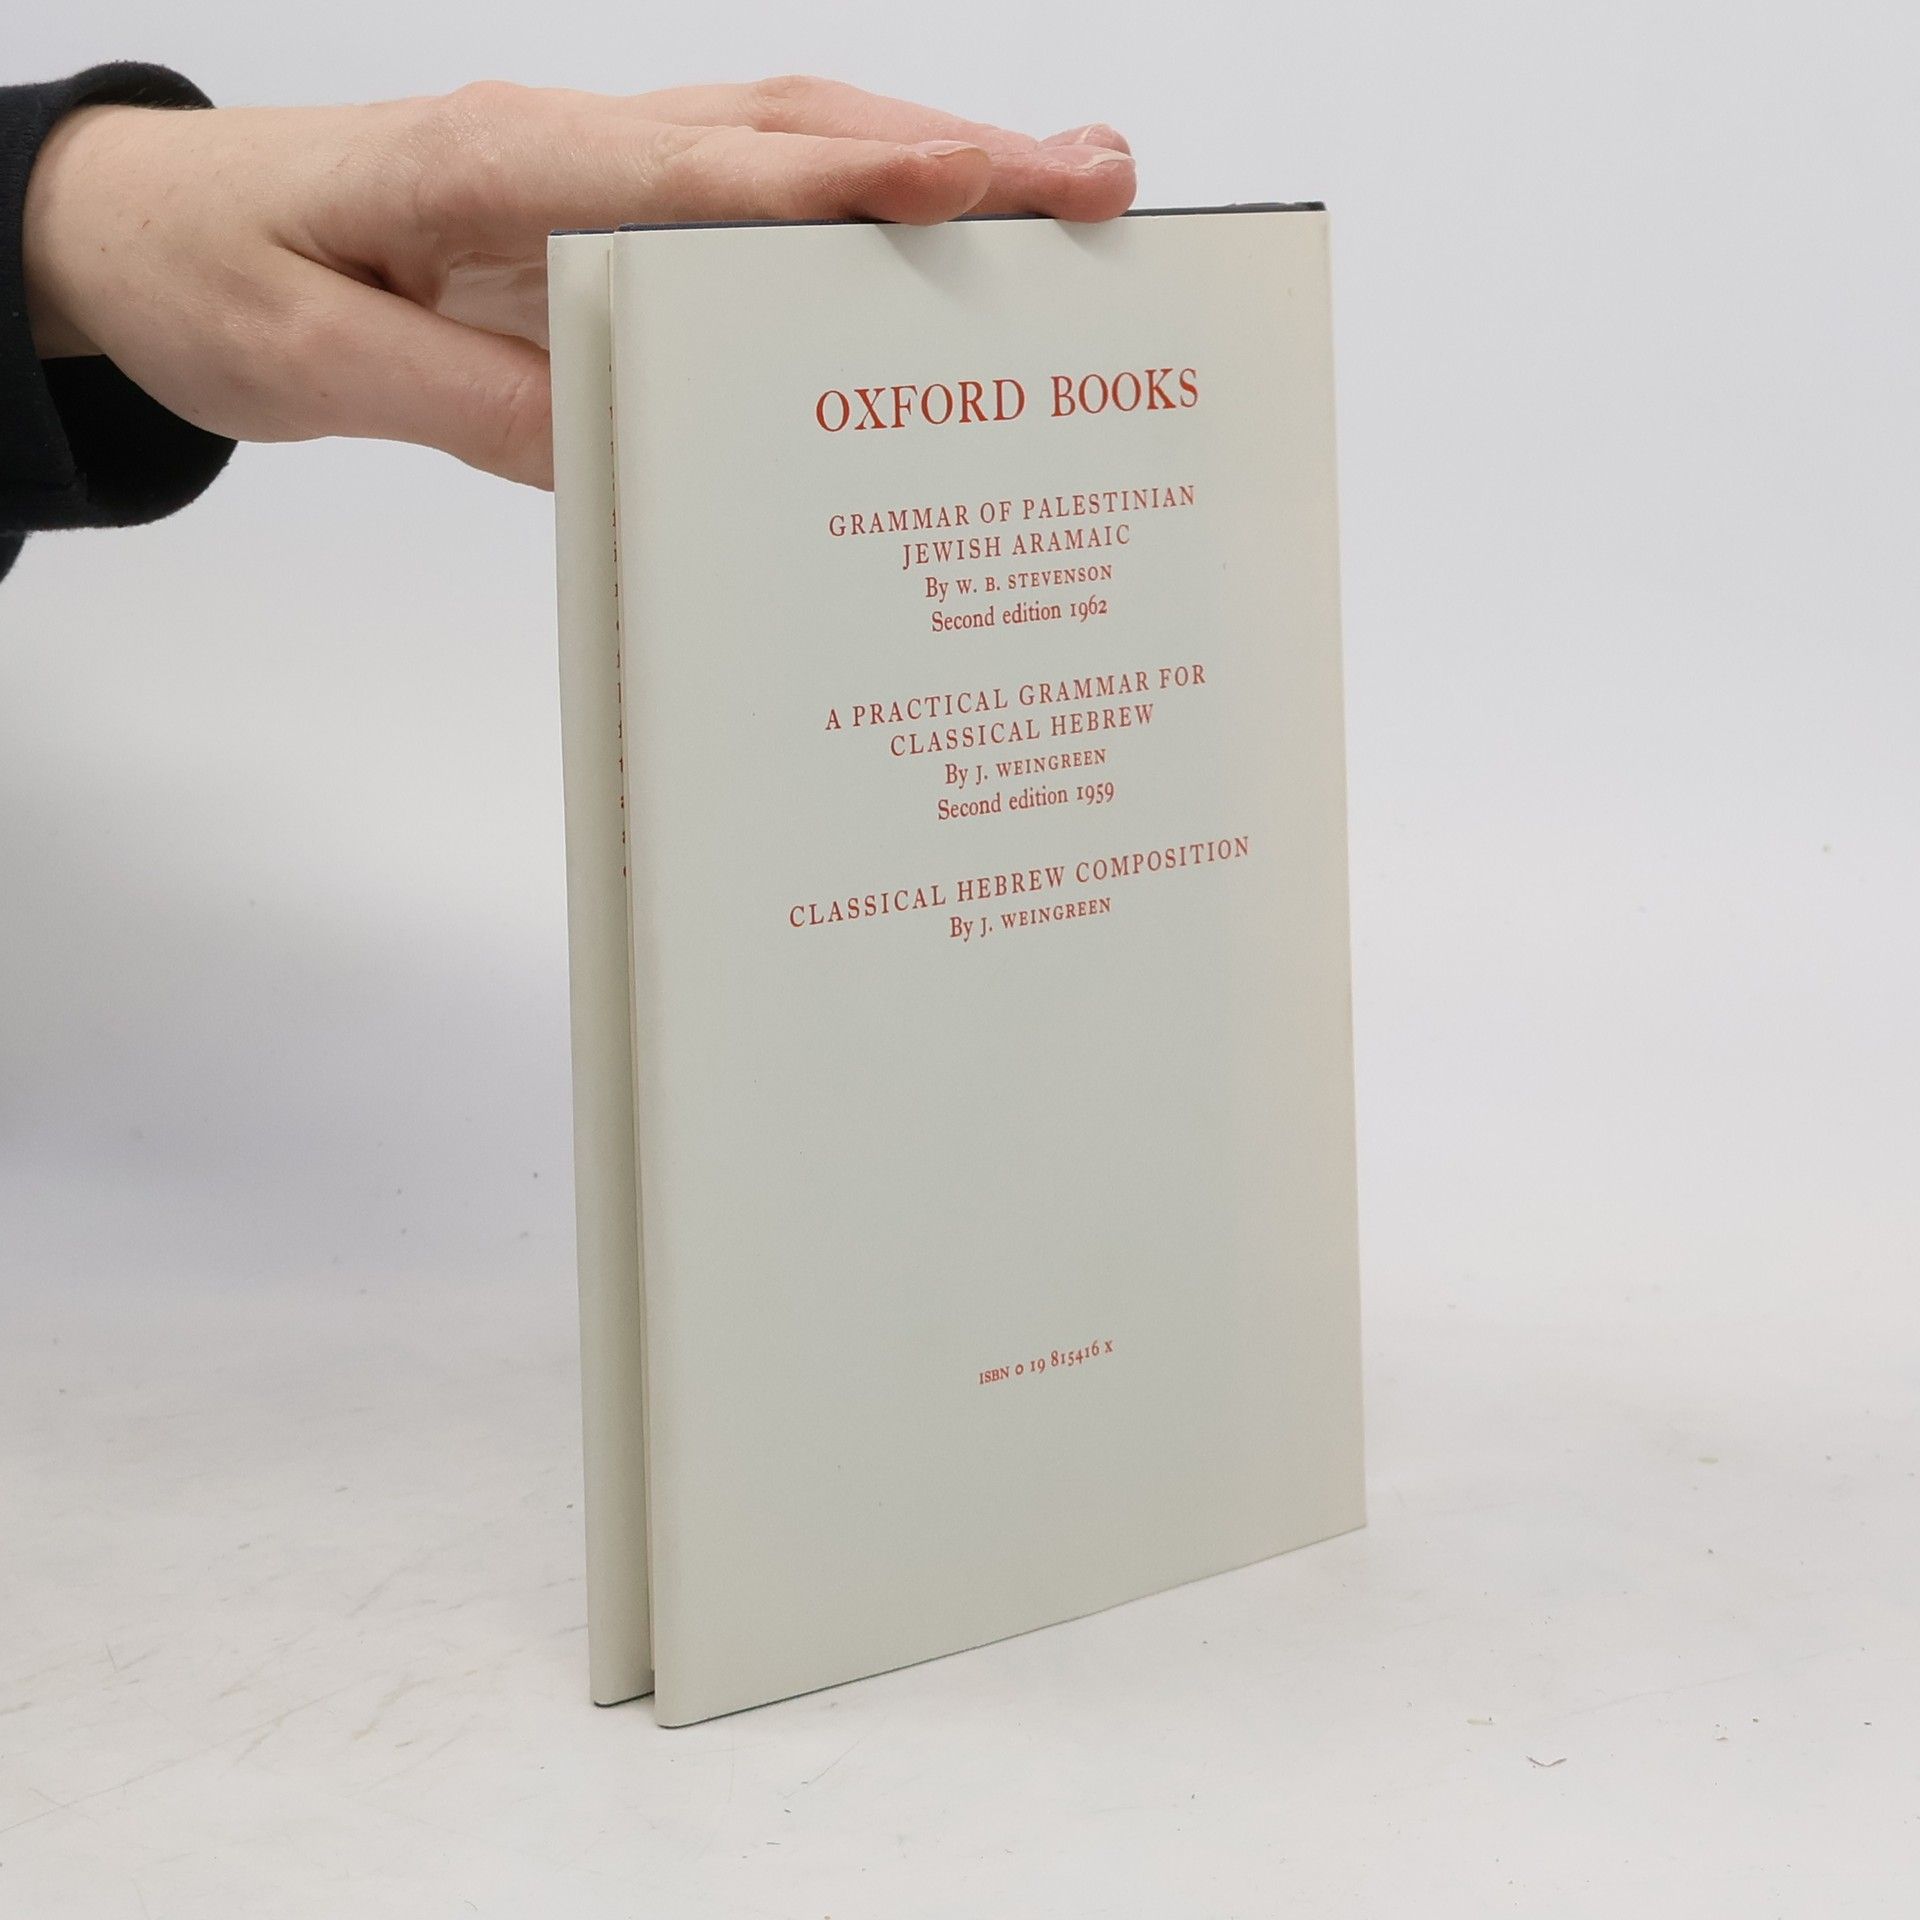 OXFORD BOOKS
GRAMMAR OF PALESTINIAN
JEWISH ARAMAIC
By W. B. STEVENSON
Second edition 1962
A PRACTICAL GRAMMAR FOR
CLASSICAL HEBREW
By J. WEINGREEN
Second edition 1959
CLASSICAL HEBREW COMPOSITION
By J. WEINGREEN
ISBN 0 19 815416 X